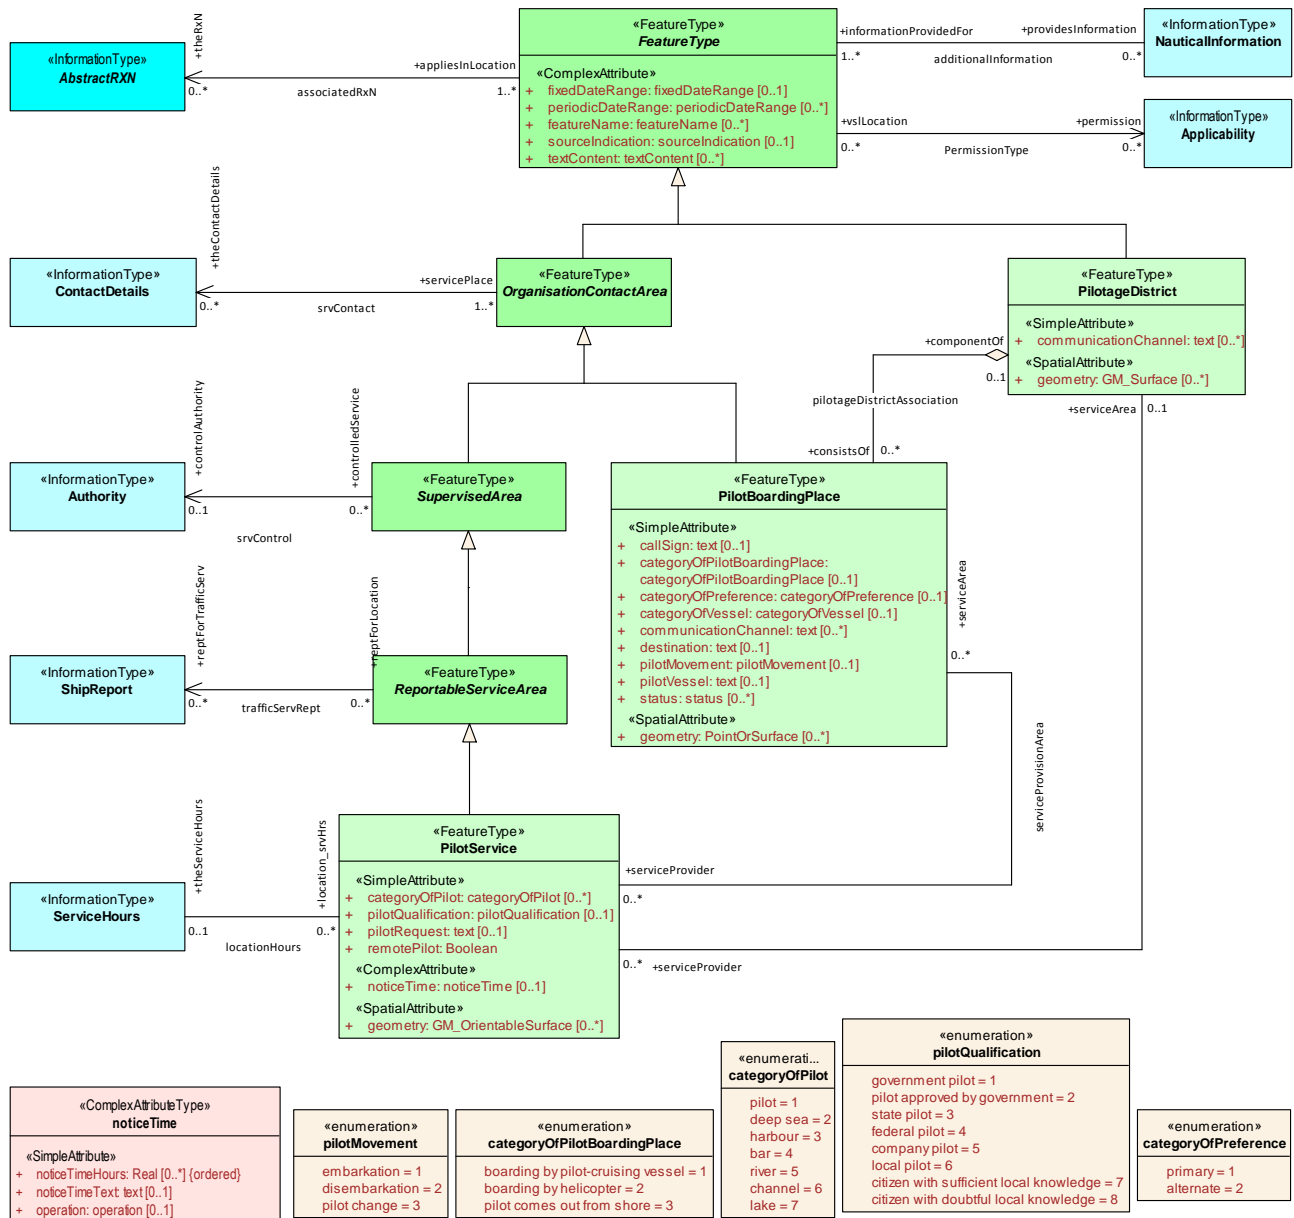 «InformationType»
AbstractRXN
+theRxN
0..*
associatedRxN
+appliesInLocation
1..*
«FeatureType»
FeatureType
«ComplexAttribute»
+ fixedDateRange: fixedDateRange [0..1]
+ periodicDateRange: periodicDateRange [0..*]
+ featureName: featureName [0..*]
+ sourceIndication: sourceIndication [0..1]
+ textContent: textContent [0..*]
+informationProvidedFor
1..*
additionalInformation
+providesInformation
0..*
«InformationType»
NauticalInformation
+vslLocation
0..*
PermissionType
+permission
0..*
«InformationType»
Applicability
«InformationType»
ContactDetails
+theContactDetails
0..*
srvContact
+servicePlace
1..*
«FeatureType»
OrganisationContactArea
«FeatureType»
PilotageDistrict
«SimpleAttribute»
+ communicationChannel: text [0..*]
«SpatialAttribute»
+ geometry: GM_Surface [0..*]
+componentOf
0..1
pilotageDistrictAssociation
+consistsOf
0..*
+serviceArea
0..1
«InformationType»
Authority
+controlAuthority
0..1
srvControl
+controlledService
0..*
«FeatureType»
SupervisedArea
«FeatureType»
PilotBoardingPlace
«SimpleAttribute»
+ callSign: text [0..1]
+ categoryOfPilotBoardingPlace:
categoryOfPilotBoardingPlace [0..1]
+ categoryOfPreference: categoryOfPreference [0..1]
+ categoryOfVessel: categoryOfVessel [0..1]
+ communicationChannel: text [0..*]
+ destination: text [0..1]
+ pilotMovement: pilotMovement [0..1]
+ pilotVessel: text [0..1]
+ status: status [0..*]
«SpatialAttribute»
+ geometry: PointOrSurface [0..*]
+serviceArea
0..*
serviceProvisionArea
«InformationType»
ShipReport
+reptForTrafficServ
0..*
trafficServRept
+reptForLocation
0..*
«FeatureType»
ReportableServiceArea
«InformationType»
ServiceHours
+theServiceHours
0..1
locationHours
+location_srvHrs
0..*
«FeatureType»
PilotService
«SimpleAttribute»
+ categoryOfPilot: categoryOfPilot [0..*]
+ pilotQualification: pilotQualification [0..1]
+ pilotRequest: text [0..1]
+ remotePilot: Boolean
«ComplexAttribute»
+ noticeTime: noticeTime [0..1]
«SpatialAttribute»
+ geometry: GM_OrientableSurface [0..*]
+serviceProvider
0..*
0..*
+serviceProvider
«ComplexAttributeType»
noticeTime
«SimpleAttribute»
+ noticeTimeHours: Real [0..*] {ordered}
+ noticeTimeText: text [0..1]
+ operation: operation [0..1]
«enumeration»
pilotMovement
embarkation = 1
disembarkation = 2
pilot change = 3
«enumeration»
categoryOfPilotBoardingPlace
boarding by pilot-cruising vessel = 1
boarding by helicopter = 2
pilot comes out from shore = 3
«enumerati...
categoryOfPilot
pilot = 1
deep sea = 2
harbour = 3
bar = 4
river = 5
channel = 6
lake = 7
«enumeration»
pilotQualification
government pilot = 1
pilot approved by government = 2
state pilot = 3
federal pilot = 4
company pilot = 5
local pilot = 6
citizen with sufficient local knowledge = 7
citizen with doubtful local knowledge = 8
«enumeration»
categoryOfPreference
primary = 1
alternate = 2